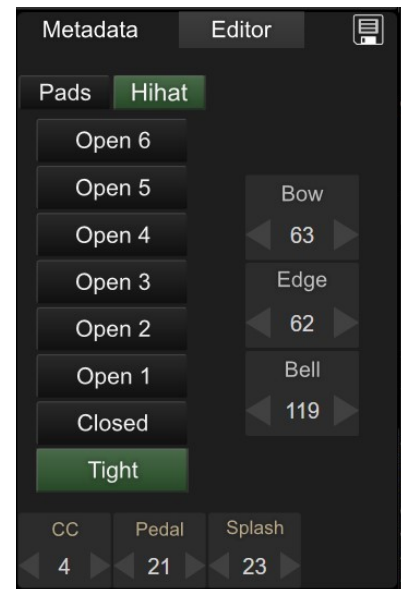 Metadata Editor
Pads Hihat
Open 6
Open 5
Open 4
Open 3
Open 2
Open 1
Closed
Tight
Bow
63
Edge
62
Bell
119
CC Pedal Splash
4 21 23